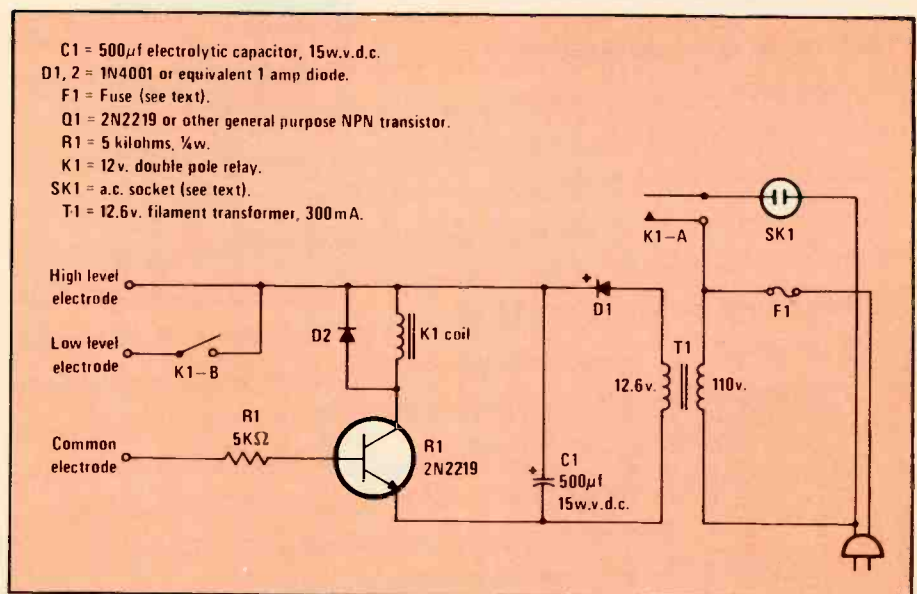 C1 = 500µf electrolytic capacitor, 15w.v.d.c.
D1, 2 = 1N4001 or equivalent 1 amp diode.
F1 = Fuse (see text).
Q1 = 2N2219 or other general purpose NPN transistor.
R1 = 5 kilohms, ¼w.
K1 = 12v. double pole relay.
SK1 = a.c. socket (see text).
T1 = 12.6v. filament transformer, 300mA.
K1–A
SK1
High level
electrode
D2
K1 coil
+
D1
F1
Low level
electrode
K1–B
T1
12.6v.
110v.
R1
5KΩ
Common
electrode
R1
2N2219
+
C1
500µf
15w.v.d.c.